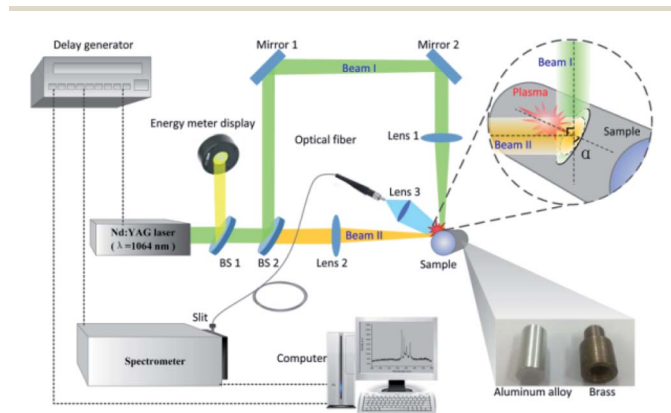 Delay generator
Mirror 1
Mirror 2
Beam I
Beam I
Plasma
Sample
Beam II
α
Energy meter display
Optical fiber
Lens 1
Lens 3
Nd:YAG laser
( λ=1064 nm )
BS 1
BS 2
Beam II
Lens 2
Sample
Slit
Spectrometer
Computer
Aluminum alloy
Brass